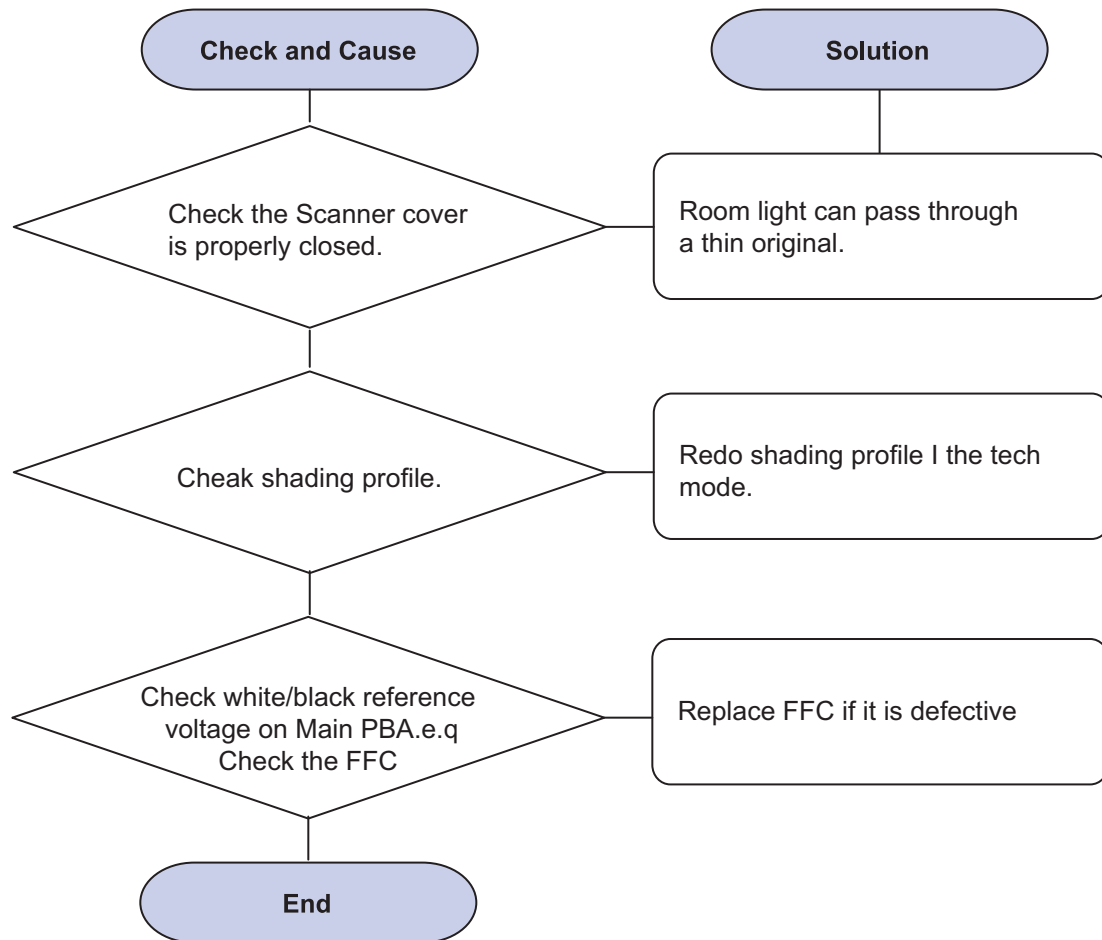 Check and Cause
Solution
Check the Scanner cover
is properly closed.
Room light can pass through
a thin original.
Cheak shading profile.
Redo shading profile I the tech
mode.
Check white/black reference
voltage on Main PBA.e.q
Check the FFC
Replace FFC if it is defective
End